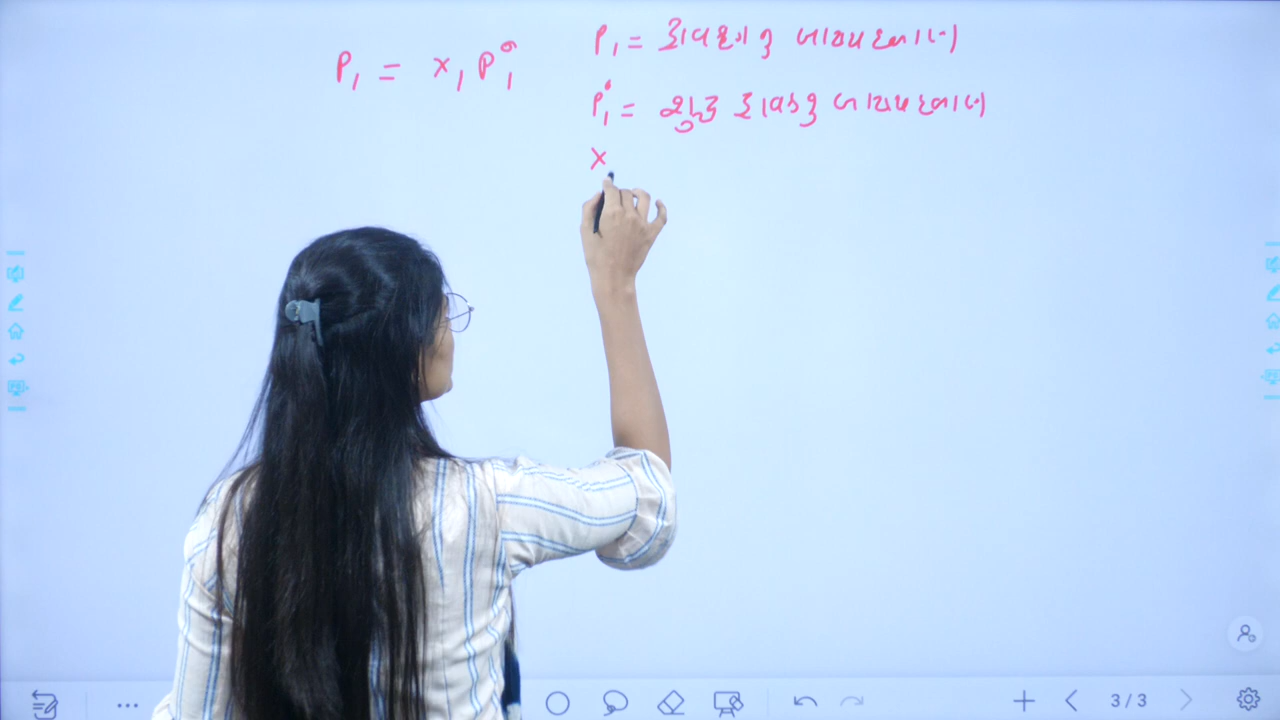 P₁ = x₁ P₁°
P₁ = દ્રાવણનુ બાષ્પદબાણ
P₁° = શુદ્ધ દ્રાવકનુ બાષ્પદબાણ
x
3/3